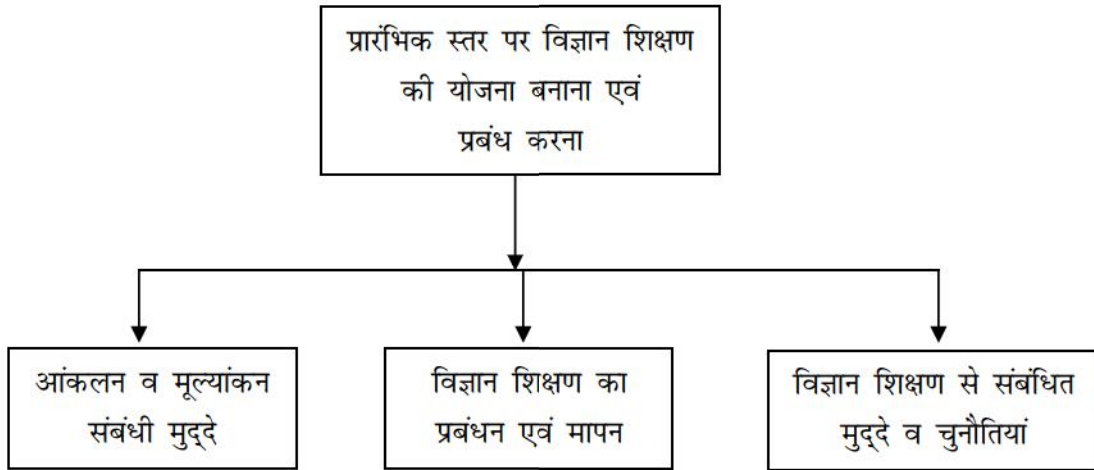 प्रारंभिक स्तर पर विज्ञान शिक्षण
की योजना बनाना एवं
प्रबंध करना
आंकलन व मूल्यांकन
संबंधी मुद्‌दे
विज्ञान शिक्षण का
प्रबंधन एवं मापन
विज्ञान शिक्षण से संबंधित
मुद्‌दे व चुनौतियां